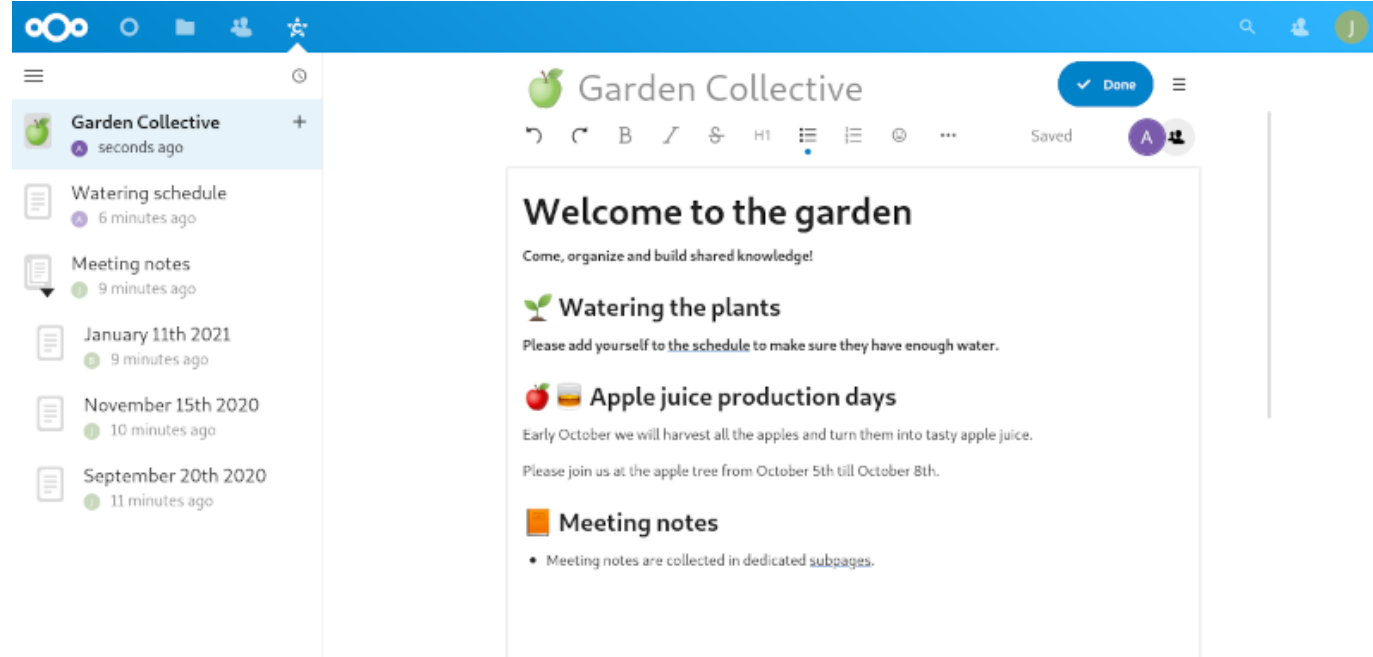 J
Garden Collective
A seconds ago
Watering schedule
A 6 minutes ago
Meeting notes
J 9 minutes ago
January 11th 2021
9 minutes ago
November 15th 2020
10 minutes ago
September 20th 2020
11 minutes ago
Garden Collective
Done
B I S H1 Saved A
Welcome to the garden
Come, organize and build shared knowledge!
Watering the plants
Please add yourself to the schedule to make sure they have enough water.
Apple juice production days
Early October we will harvest all the apples and turn them into tasty apple juice.
Please join us at the apple tree from October 5th till October 8th.
Meeting notes
• Meeting notes are collected in dedicated subpages.